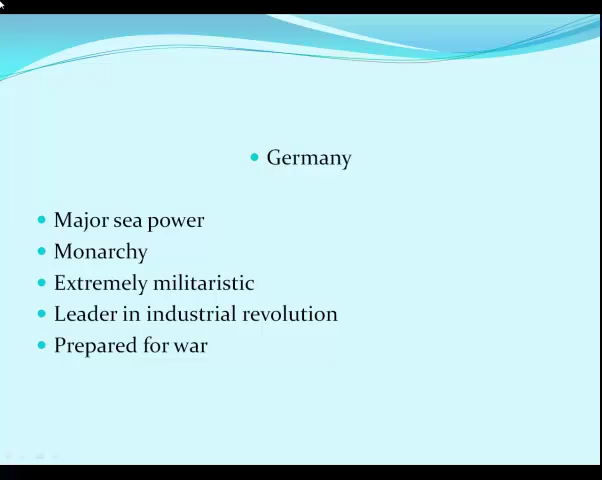 Germany
Major sea power
Monarchy
Extremely militaristic
Leader in industrial revolution
Prepared for war